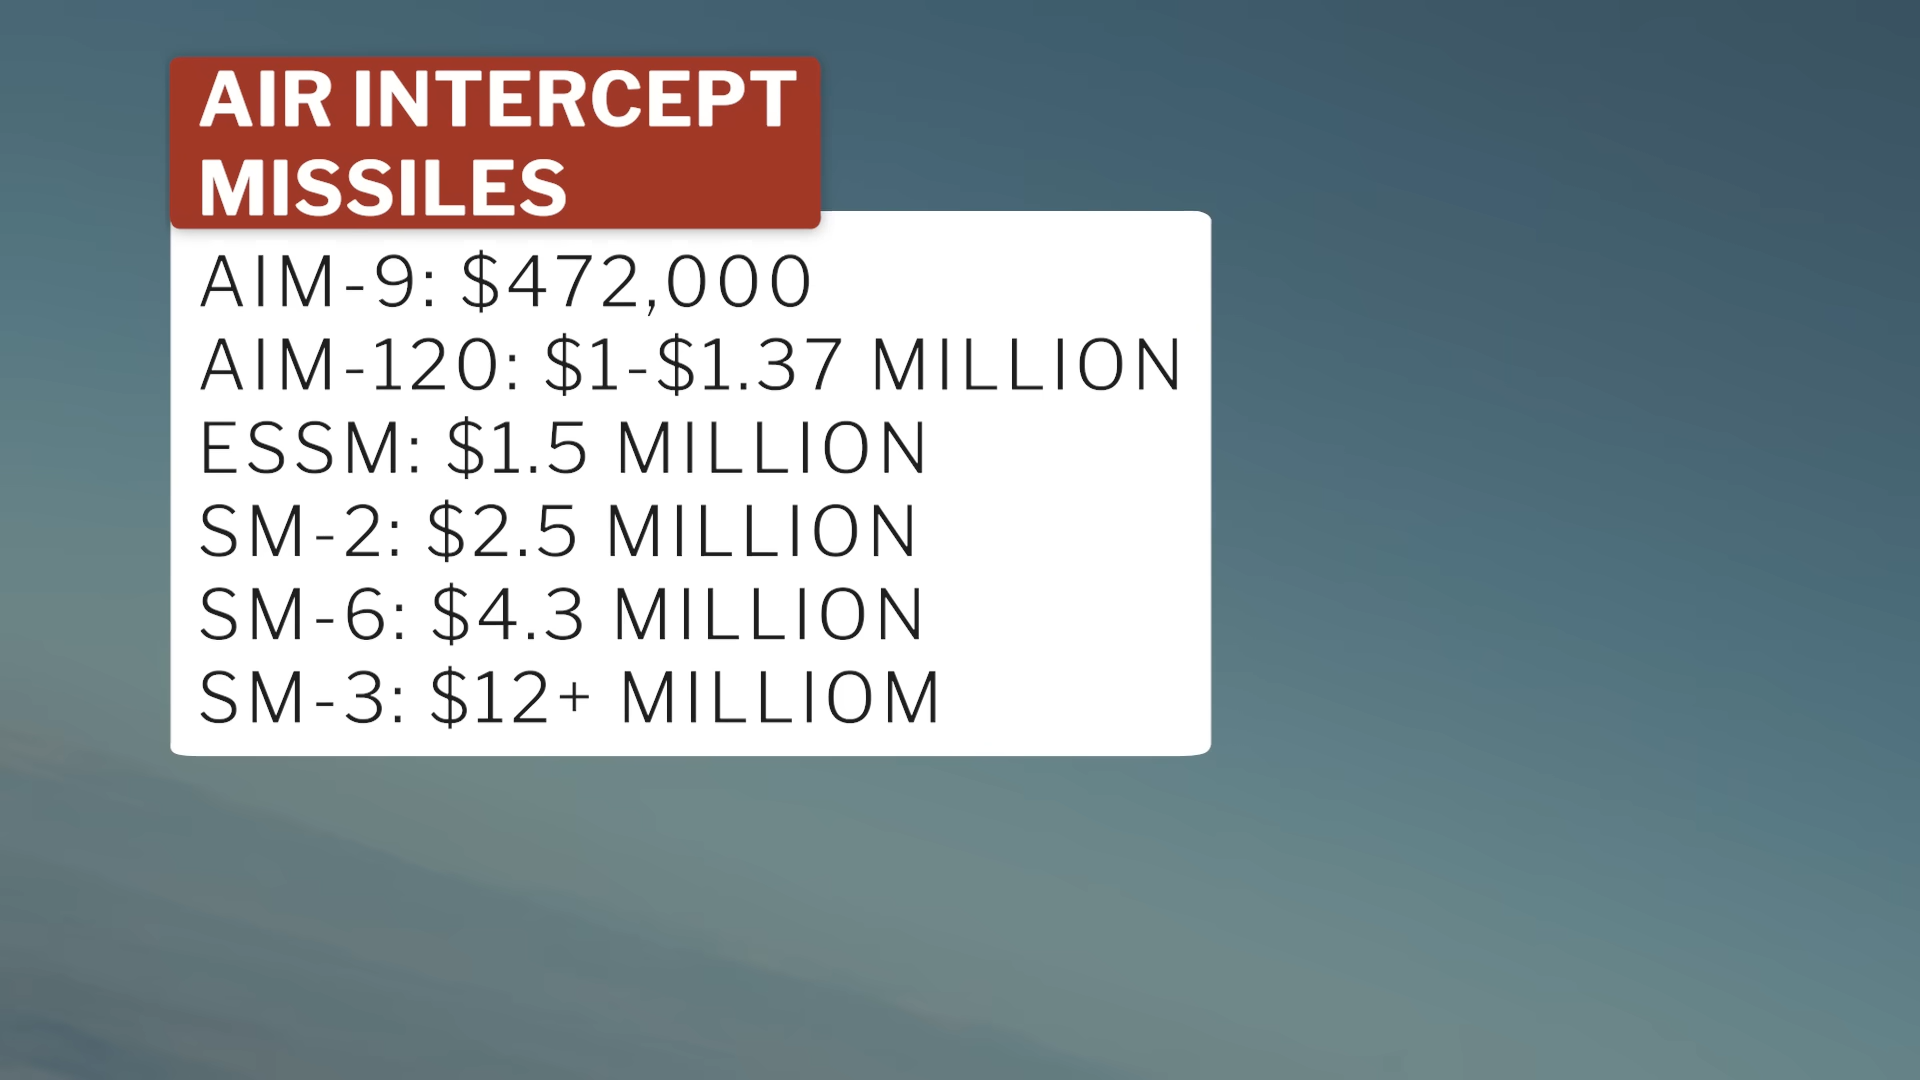 AIR INTERCEPT
MISSILES
AIM-9: $472,000
AIM-120: $1-$1.37 MILLION
ESSM: $1.5 MILLION
SM-2: $2.5 MILLION
SM-6: $4.3 MILLION
SM-3: $12+ MILLIOM